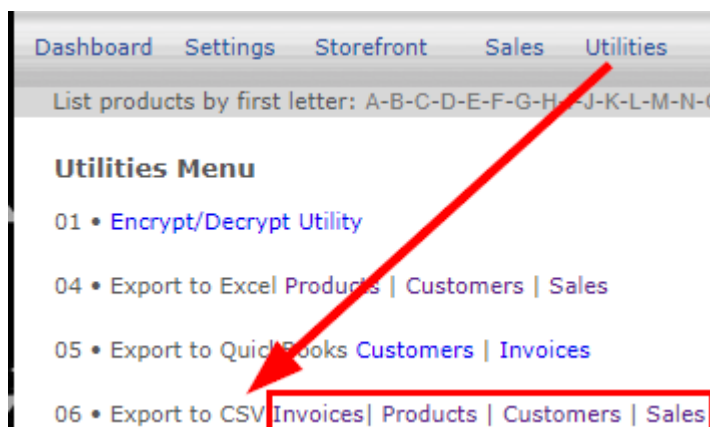 Dashboard Settings Storefront Sales Utilities
List products by first letter: A-B-C-D-E-F-G-H-I-J-K-L-M-N-
Utilities Menu
01 • Encrypt/Decrypt Utility
04 • Export to Excel Products | Customers | Sales
05 • Export to QuickBooks Customers | Invoices
06 • Export to CSV Invoices| Products | Customers | Sales